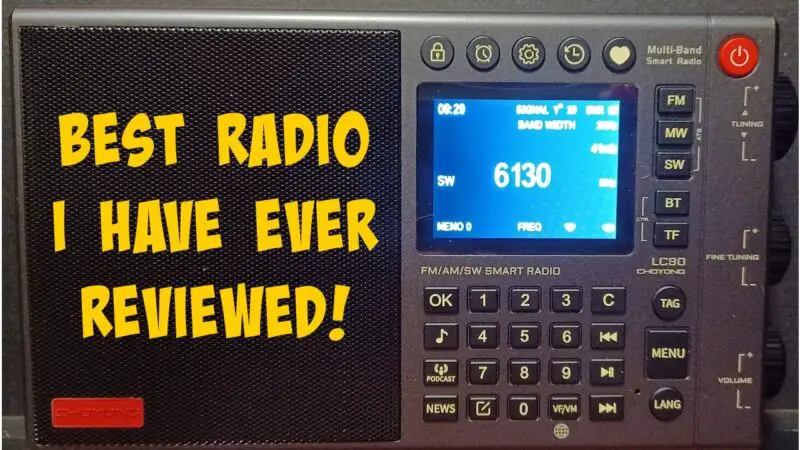 BEST RADIO
I HAVE EVER
REVIEWED!
CHOYONG
Multi-Band
Smart Radio
SIGNAL
BAND WIDTH
SW
6130
MEMO 0 FREQ
FM
MW
SW
BT
TF
CTRL
TUNING
FINE TUNING
VOLUME
FM/AM/SW SMART RADIO
LC90
CHOYONG
OK 1 2 3 C
4 5 6
PODCAST 7 8 9
NEWS 0 VF/VM
TAG
MENU
LANG